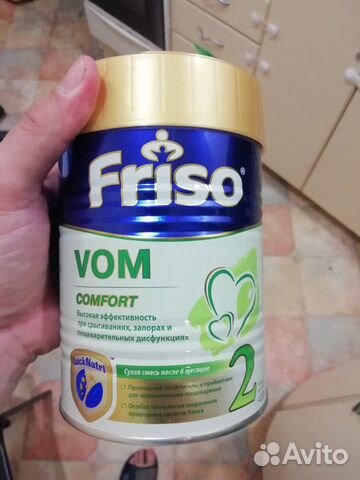 Friso®
VOM
COMFORT
Высокая эффективность
при срыгиваниях, запорах и
пищеварительных дисфункциях
LockNutri
Сухая смесь после 6 месяцев
Природный загуститель и пребиотики
для нормализации пищеварения
Особая технология сохранения
природных свойств белка
2
Avito